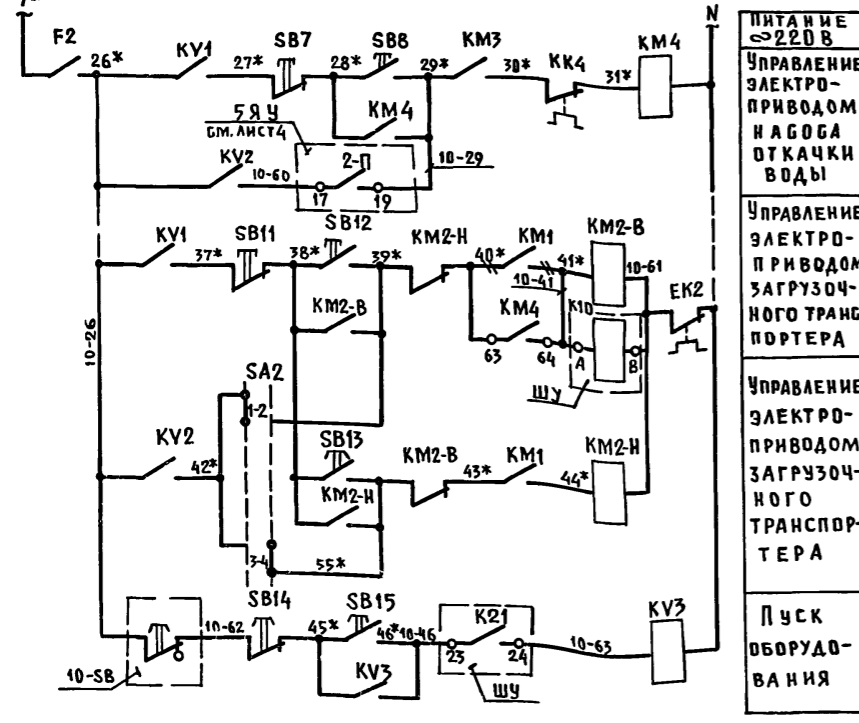 N
F2
26*
KV1
27*
SB7
28*
SB8
29*
KM3
30*
KK4
31*
KM4
KM4
5ЯУ
СМ. ЛИСТ4
KV2
10-60
2-П
17
19
10-29
KV1
37*
SB11
38*
SB12
39*
KM2-H
40*
KM1
41*
KM2-B
10-61
10-41
EK2
KM2-B
KM4
63
64
K10
A
B
ШУ
10-26
SA2
1-2
KV2
42*
SB13
KM2-B
43*
KM1
44*
KM2-H
KM2-H
3-4
55*
10-62
SB14
45*
SB15
46*
10-46
K21
23
24
10-63
KV3
KV3
10-SB
ШУ
ПИТАНИЕ
∾220В
УПРАВЛЕНИЕ
ЭЛЕКТРО-
ПРИВОДОМ
НАСОСА
ОТКАЧКИ
ВОДЫ
УПРАВЛЕНИЕ
ЭЛЕКТРО-
ПРИВОДОМ
ЗАГРУЗОЧ-
НОГО ТРАНС
ПОРТЕРА
УПРАВЛЕНИЕ
ЭЛЕКТРО-
ПРИВОДОМ
ЗАГРУЗОЧ-
НОГО
ТРАНСПОР-
ТЕРА
ПУСК
ОБОРУДО-
ВАНИЯ